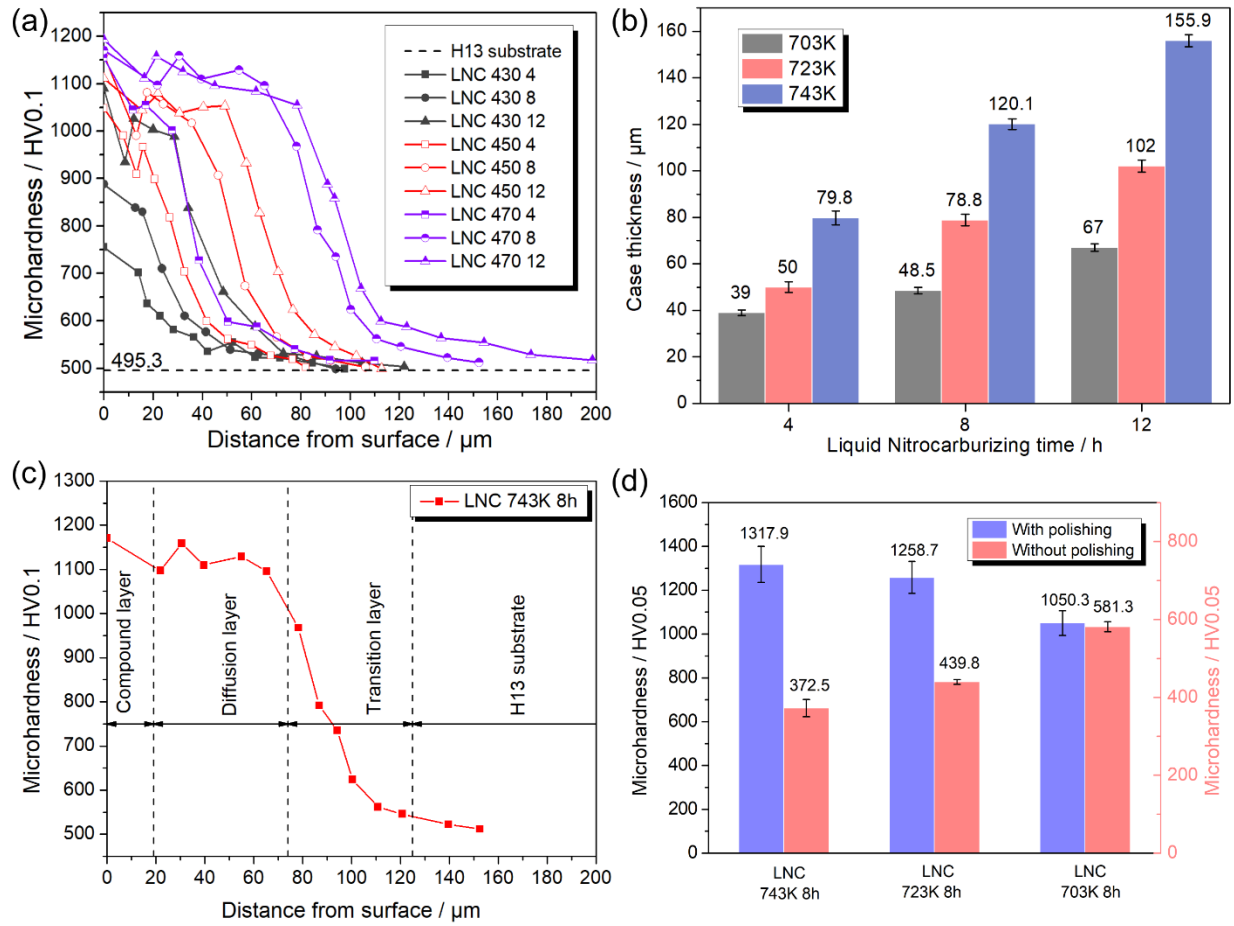 (a)
Microhardness / HV0.1
1200
1100
1000
900
800
700
600
500
495.3
0
20
40
60
80
100
120
140
160
180
200
Distance from surface / μm
H13 substrate
LNC 430 4
LNC 430 8
LNC 430 12
LNC 450 4
LNC 450 8
LNC 450 12
LNC 470 4
LNC 470 8
LNC 470 12
(b)
Case thickness / μm
160
140
120
100
80
60
40
20
0
703K
723K
743K
39
50
79.8
48.5
78.8
120.1
67
102
155.9
4
8
12
Liquid Nitrocarburizing time / h
(c)
Microhardness / HV0.1
1300
1200
1100
1000
900
800
700
600
500
LNC 743K 8h
Compound layer
Diffusion layer
Transition layer
H13 substrate
0
20
40
60
80
100
120
140
160
180
200
Distance from surface / μm
(d)
Microhardness / HV0.05
1600
1400
1200
1000
800
600
400
200
0
With polishing
Without polishing
1317.9
372.5
1258.7
439.8
1050.3
581.3
LNC
743K 8h
LNC
723K 8h
LNC
703K 8h
800
600
400
200
0
Microhardness / HV0.05